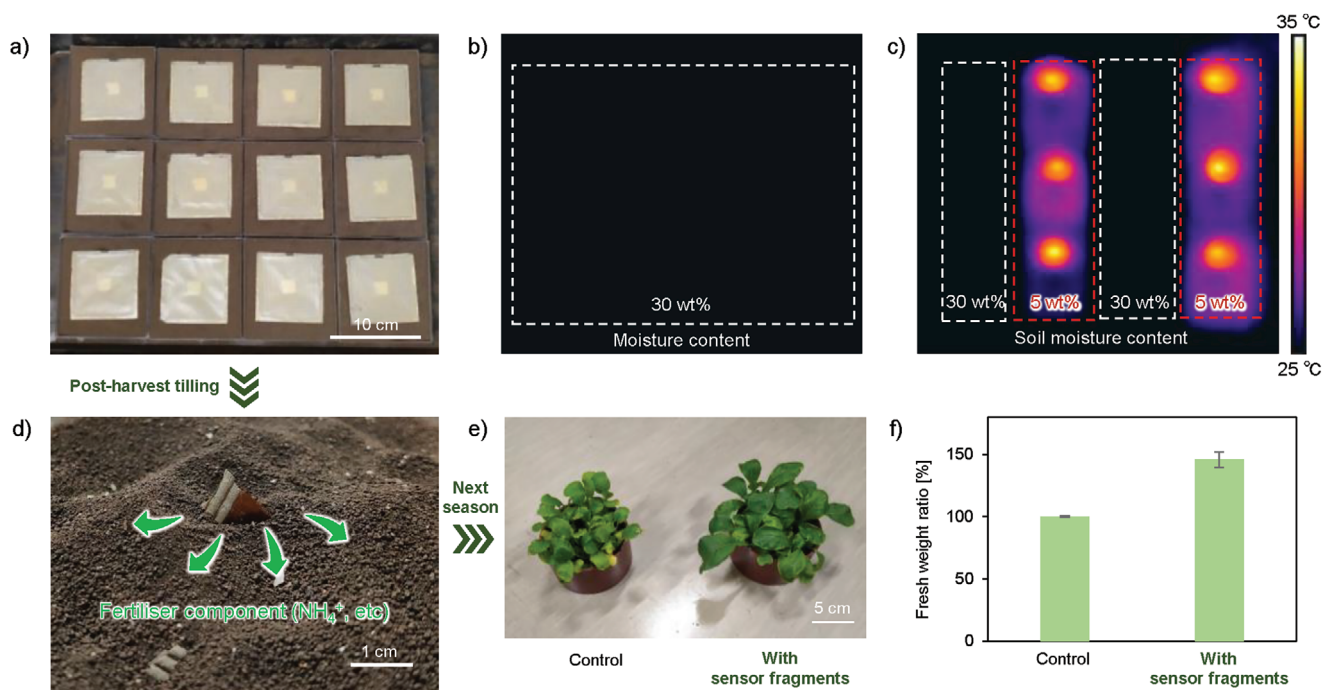 a)
10 cm
b)
30 wt%
Moisture content
c)
30 wt%
5 wt%
30 wt%
5 wt%
Soil moisture content
35 ℃
25 ℃
Post-harvest tilling
d)
Fertiliser component (NH₄⁺, etc)
1 cm
Next
season
e)
5 cm
Control
With
sensor fragments
f)
Fresh weight ratio [%]
150
100
50
0
Control
With
sensor fragments